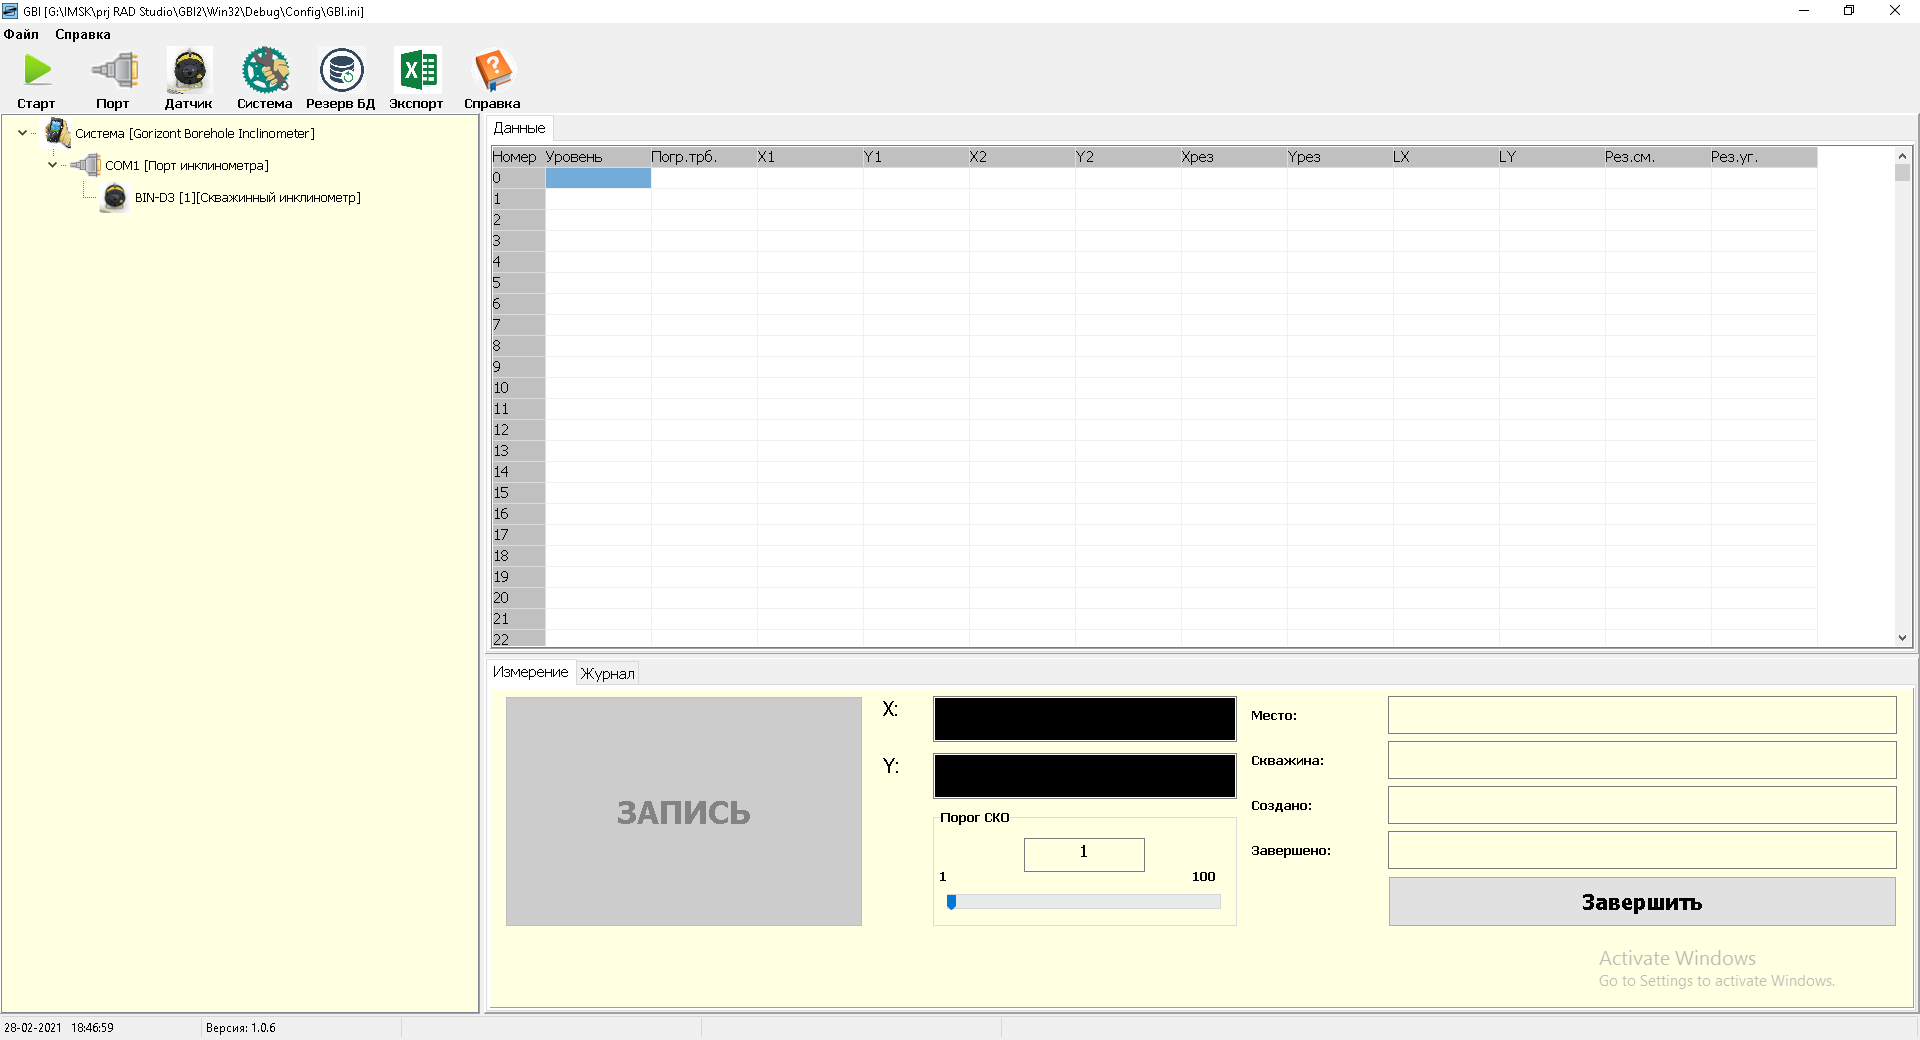 GBI [G:\IMSK\prj RAD Studio\GBI2\Win32\Debug\Config\GBI.ini]
Файл Справка
Старт Порт Датчик Система Резерв БД Экспорт Справка
Система [Gorizont Borehole Inclinometer]
COM1 [Порт инклинометра]
BIN-D3 [1][Скважинный инклинометр]
Данные
Номер Уровень Погр.трб. X1 Y1 X2 Y2 Xрез Yрез LX LY Рез.см. Рез.уг.
0
1
2
3
4
5
6
7
8
9
10
11
12
13
14
15
16
17
18
19
20
21
22
Измерение Журнал
ЗАПИСЬ
X:
Y:
Порог СКО
1
1 100
Место:
Скважина:
Создано:
Завершено:
Завершить
Activate Windows
Go to Settings to activate Windows.
28-02-2021 18:46:59 Версия: 1.0.6